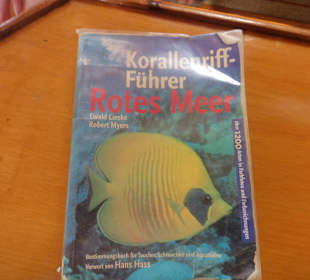 Korallenriff-
Führer
Rotes Meer
Ewald Lieske
Robert Myers
Über 1200 Arten in Farbfotos und Farbzeichnungen
Bestimmungsbuch für Taucher, Schnorchler und Aquarianer
Vorwort von Hans Hass